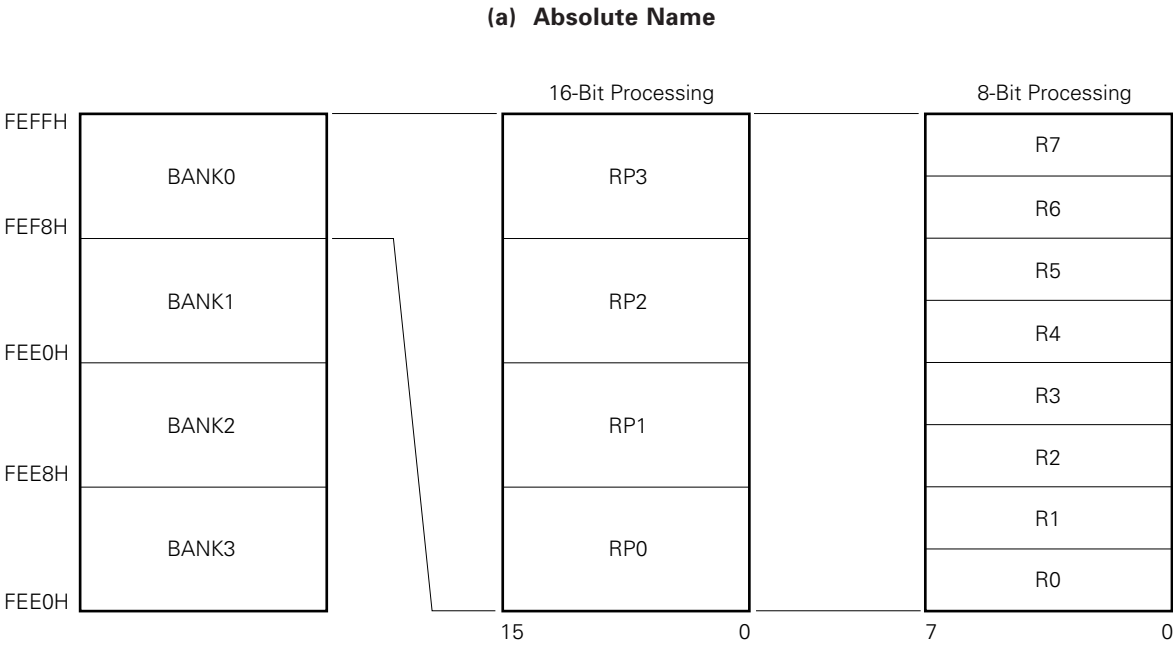 (a) Absolute Name
16-Bit Processing
8-Bit Processing
FEFFH
BANK0
RP3
R7
R6
FEF8H
BANK1
RP2
R5
R4
FEE0H
BANK2
RP1
R3
R2
FEE8H
BANK3
RP0
R1
R0
FEE0H
15 0 7 0